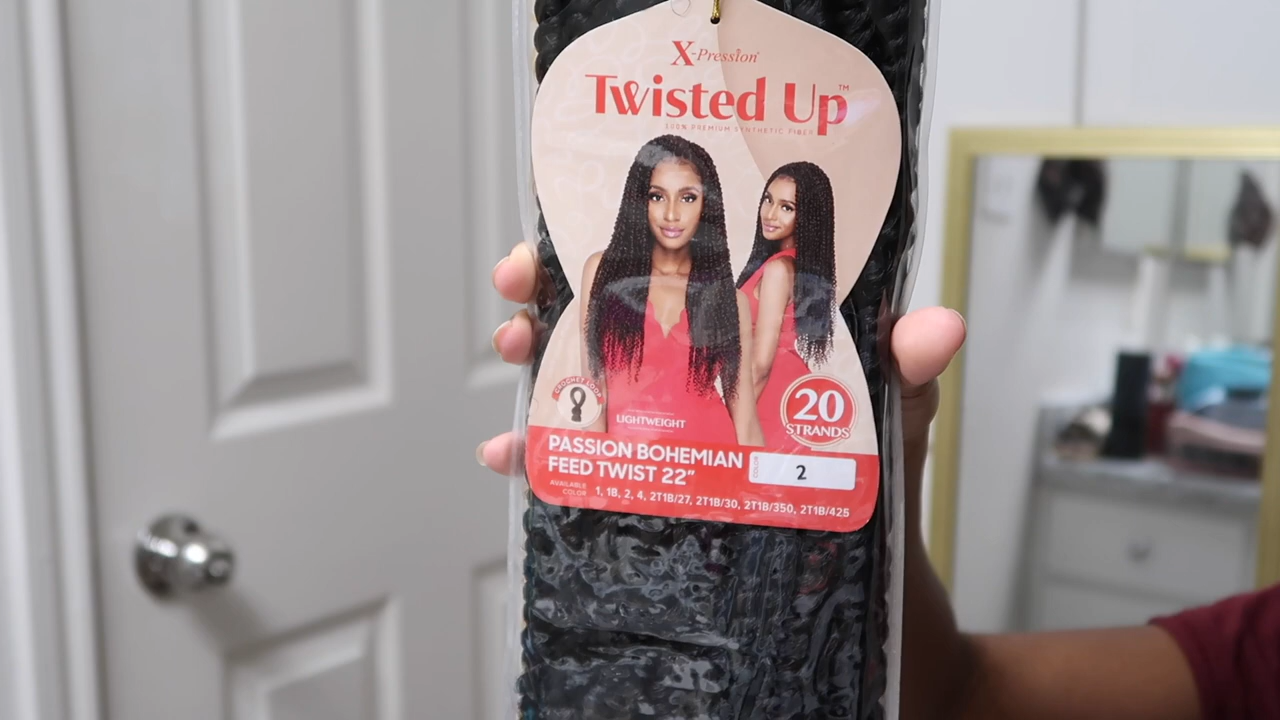 X-Pression
Twisted Up™
100% PREMIUM SYNTHETIC FIBER
CROCHET LOOP
LIGHTWEIGHT
20
STRANDS
PASSION BOHEMIAN
FEED TWIST 22"
COLOR
2
AVAILABLE
COLOR
1, 1B, 2, 4, 2T1B/27, 2T1B/30, 2T1B/350, 2T1B/425